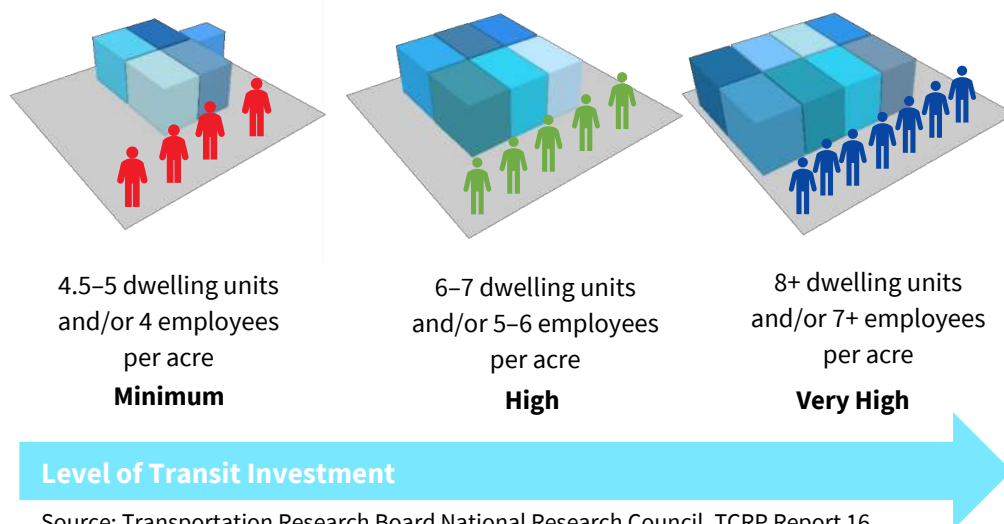 4.5–5 dwelling units
and/or 4 employees
per acre
Minimum
6–7 dwelling units
and/or 5–6 employees
per acre
High
8+ dwelling units
and/or 7+ employees
per acre
Very High
Level of Transit Investment
Source: Transportation Research Board National Research Council, TCRP Report 16